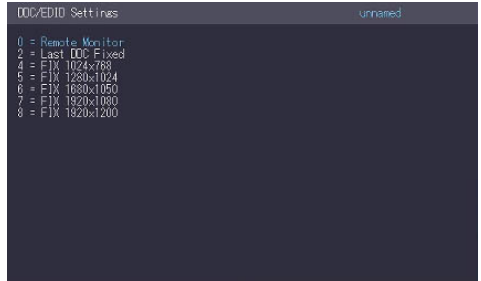 DDC/EDID Settings unnamed
0 = Remote Monitor
2 = Last DDC Fixed
4 = FIX 1024x768
5 = FIX 1280x1024
6 = FIX 1680x1050
7 = FIX 1920x1080
8 = FIX 1920x1200